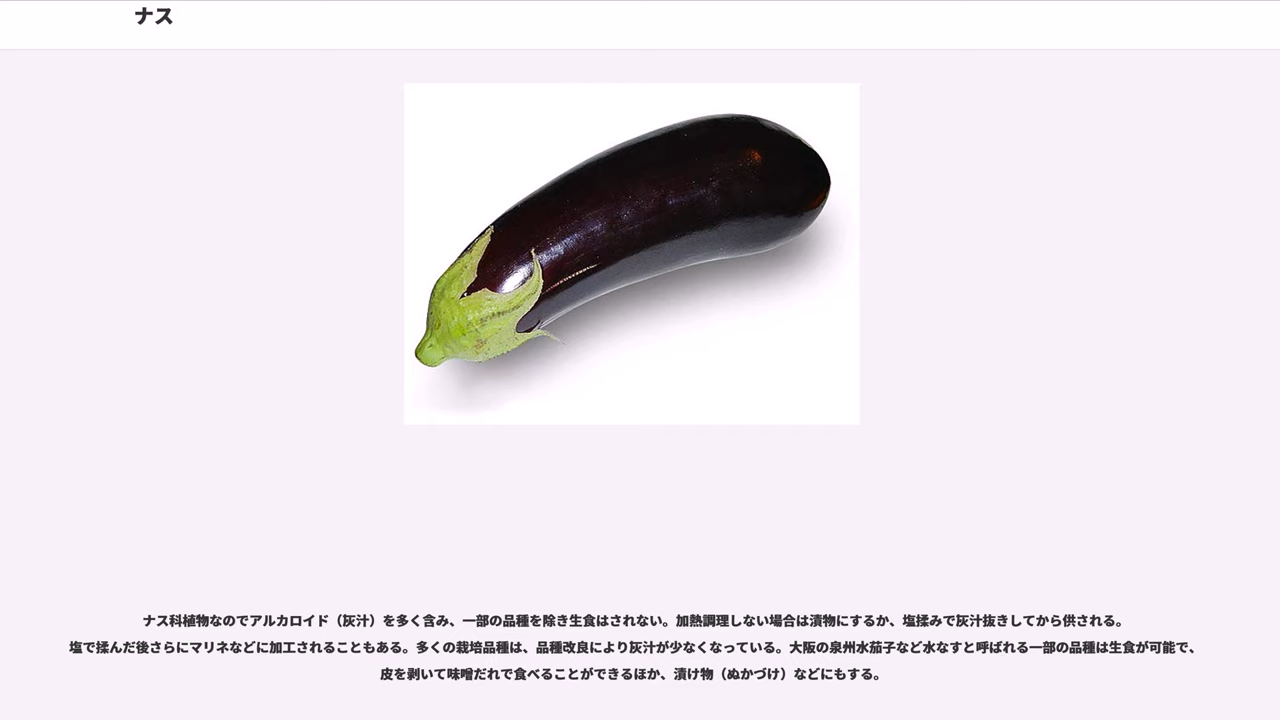 ナス
ナス科植物なのでアルカロイド（灰汁）を多く含み、一部の品種を除き生食はされない。加熱調理しない場合は漬物にするか、塩揉みで灰汁抜きしてから供される。
塩で揉んだ後さらにマリネなどに加工されることもある。多くの栽培品種は、品種改良により灰汁が少なくなっている。大阪の泉州水茄子など水なすと呼ばれる一部の品種は生食が可能で、
皮を剥いて味噌だれで食べることができるほか、漬け物（ぬかづけ）などにもする。